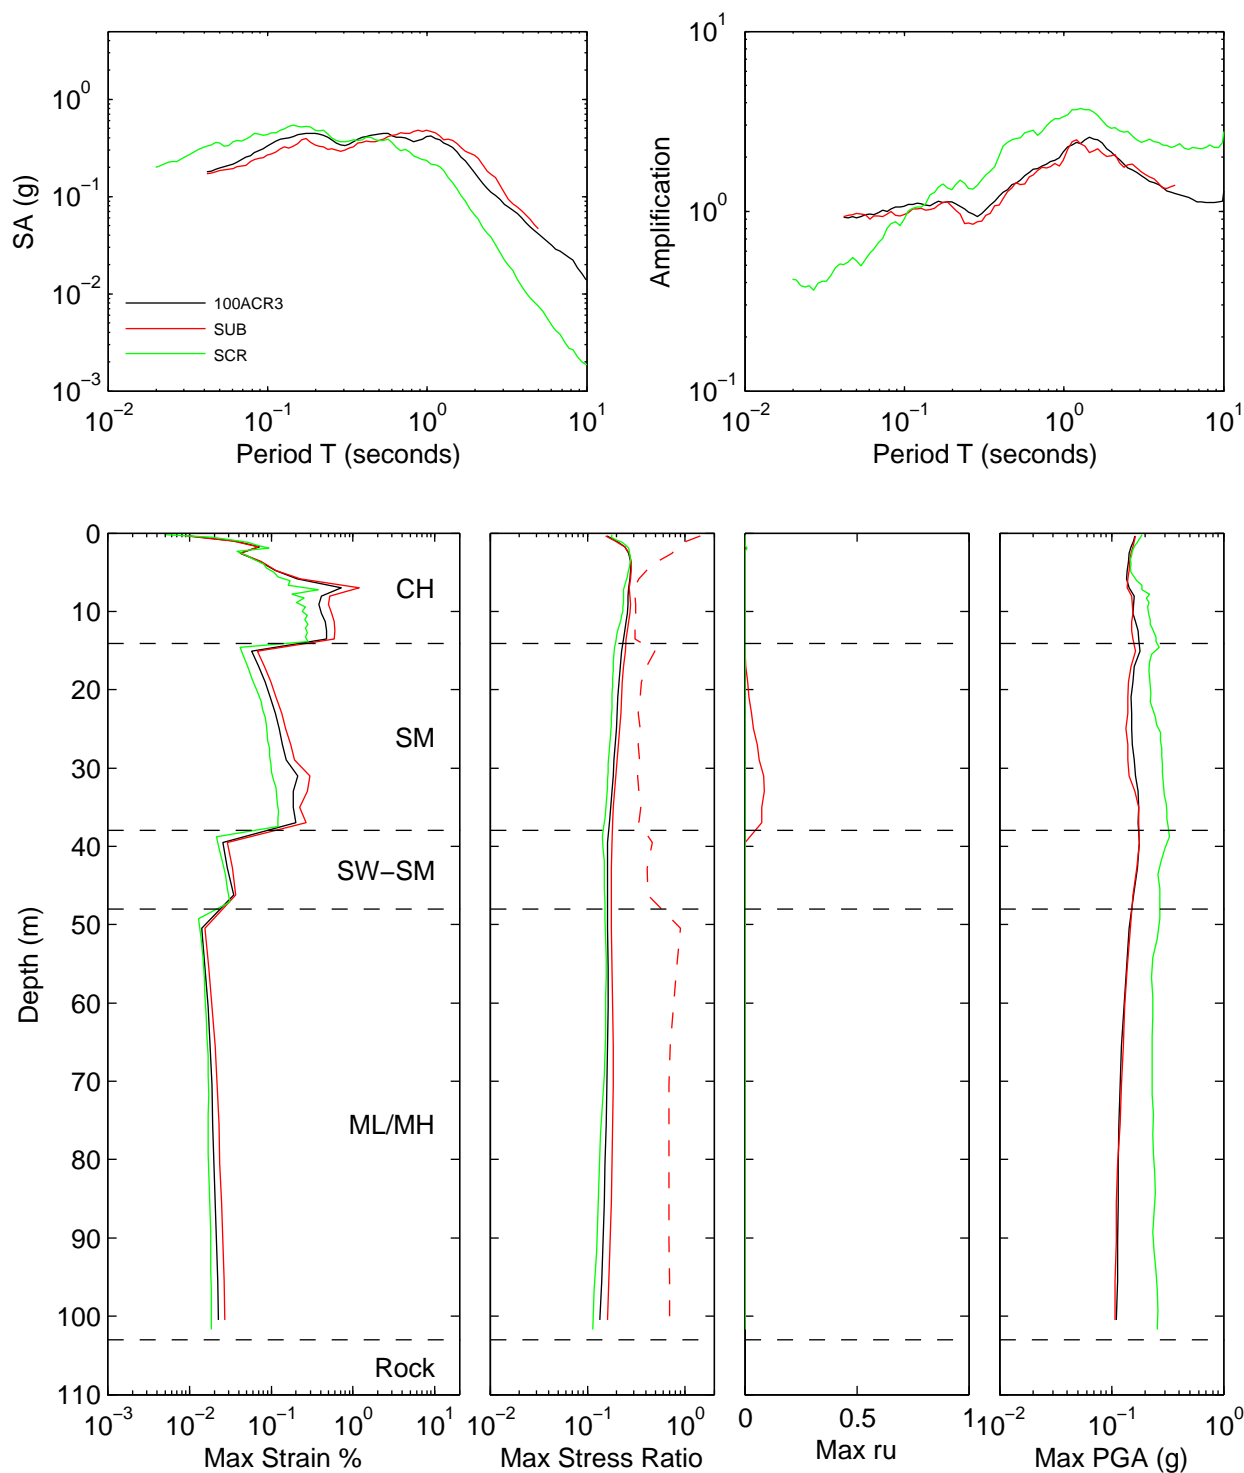 10^0
10^−1
10^−2
10^−3
SA (g)
10^−2
10^−1
10^0
10^1
Period T (seconds)
100ACR3
SUB
SCR
10^1
10^0
10^−1
Amplification
10^−2
10^−1
10^0
10^1
Period T (seconds)
0
10
20
30
40
50
60
70
80
90
100
110
Depth (m)
CH
SM
SW−SM
ML/MH
Rock
10^−3
10^−2
10^−1
10^0
10^1
Max Strain %
10^−2
10^−1
10^0
Max Stress Ratio
0
0.5
1
Max ru
10^−2
10^−1
10^0
Max PGA (g)